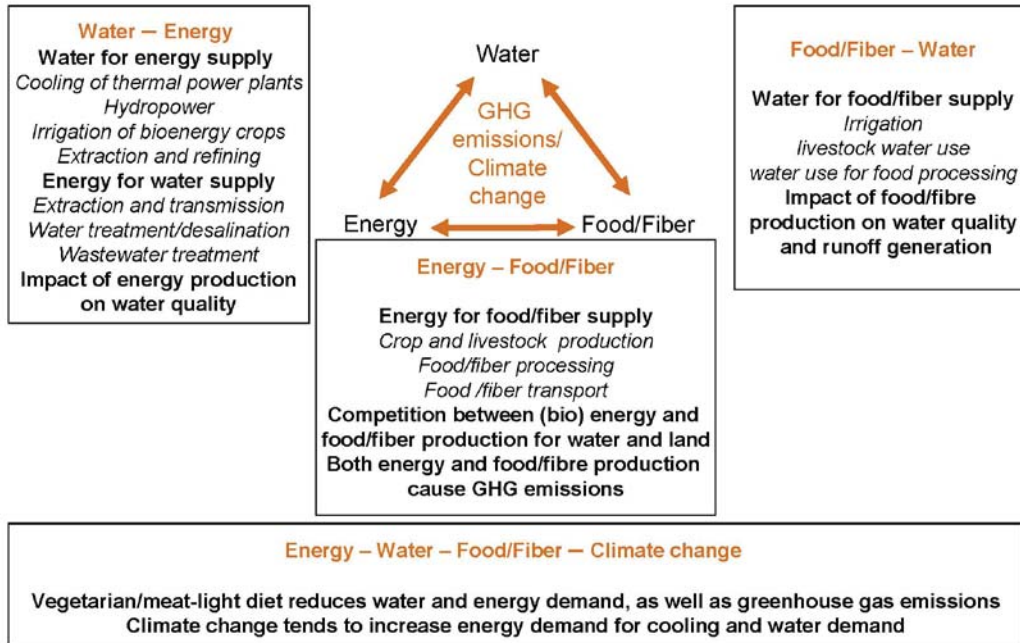 Water – Energy
Water for energy supply
Cooling of thermal power plants
Hydropower
Irrigation of bioenergy crops
Extraction and refining
Energy for water supply
Extraction and transmission
Water treatment/desalination
Wastewater treatment
Impact of energy production
on water quality
Water
GHG
emissions/
Climate
change
Energy
Food/Fiber
Food/Fiber – Water
Water for food/fiber supply
Irrigation
livestock water use
water use for food processing
Impact of food/fibre
production on water quality
and runoff generation
Energy – Food/Fiber
Energy for food/fiber supply
Crop and livestock production
Food/fiber processing
Food /fiber transport
Competition between (bio) energy and
food/fiber production for water and land
Both energy and food/fibre production
cause GHG emissions
Energy – Water – Food/Fiber – Climate change
Vegetarian/meat-light diet reduces water and energy demand, as well as greenhouse gas emissions
Climate change tends to increase energy demand for cooling and water demand